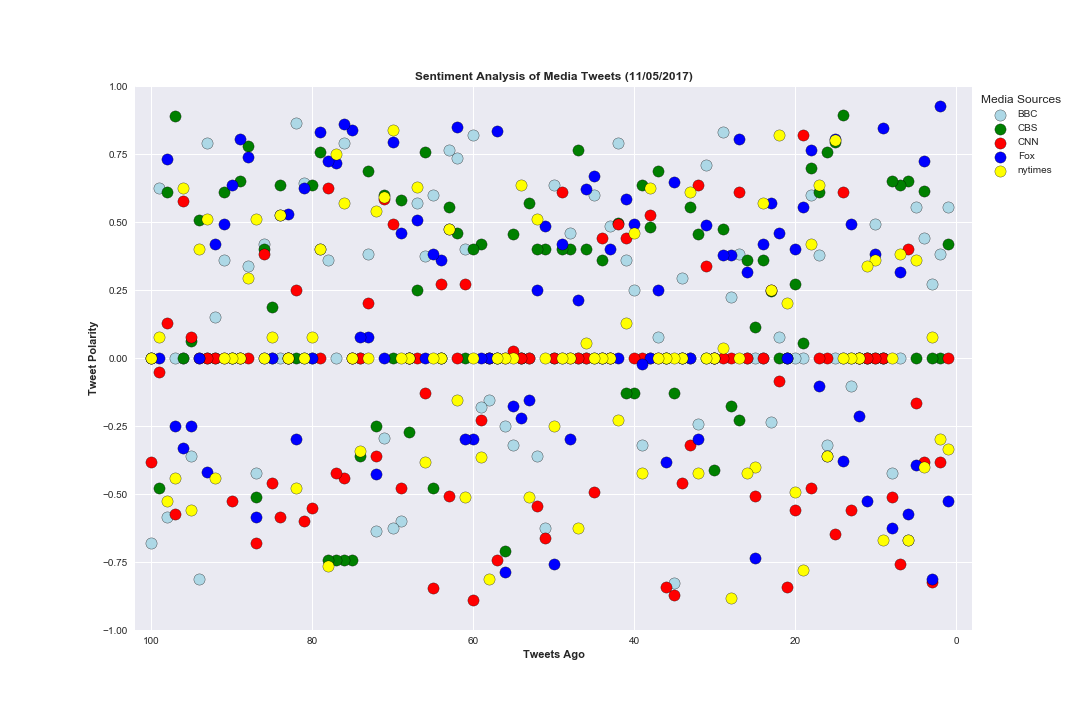 Sentiment Analysis of Media Tweets (11/05/2017)
Media Sources
BBC
CBS
CNN
Fox
nytimes
Tweet Polarity
1.00
0.75
0.50
0.25
0.00
−0.25
−0.50
−0.75
−1.00
100
80
60
40
20
0
Tweets Ago